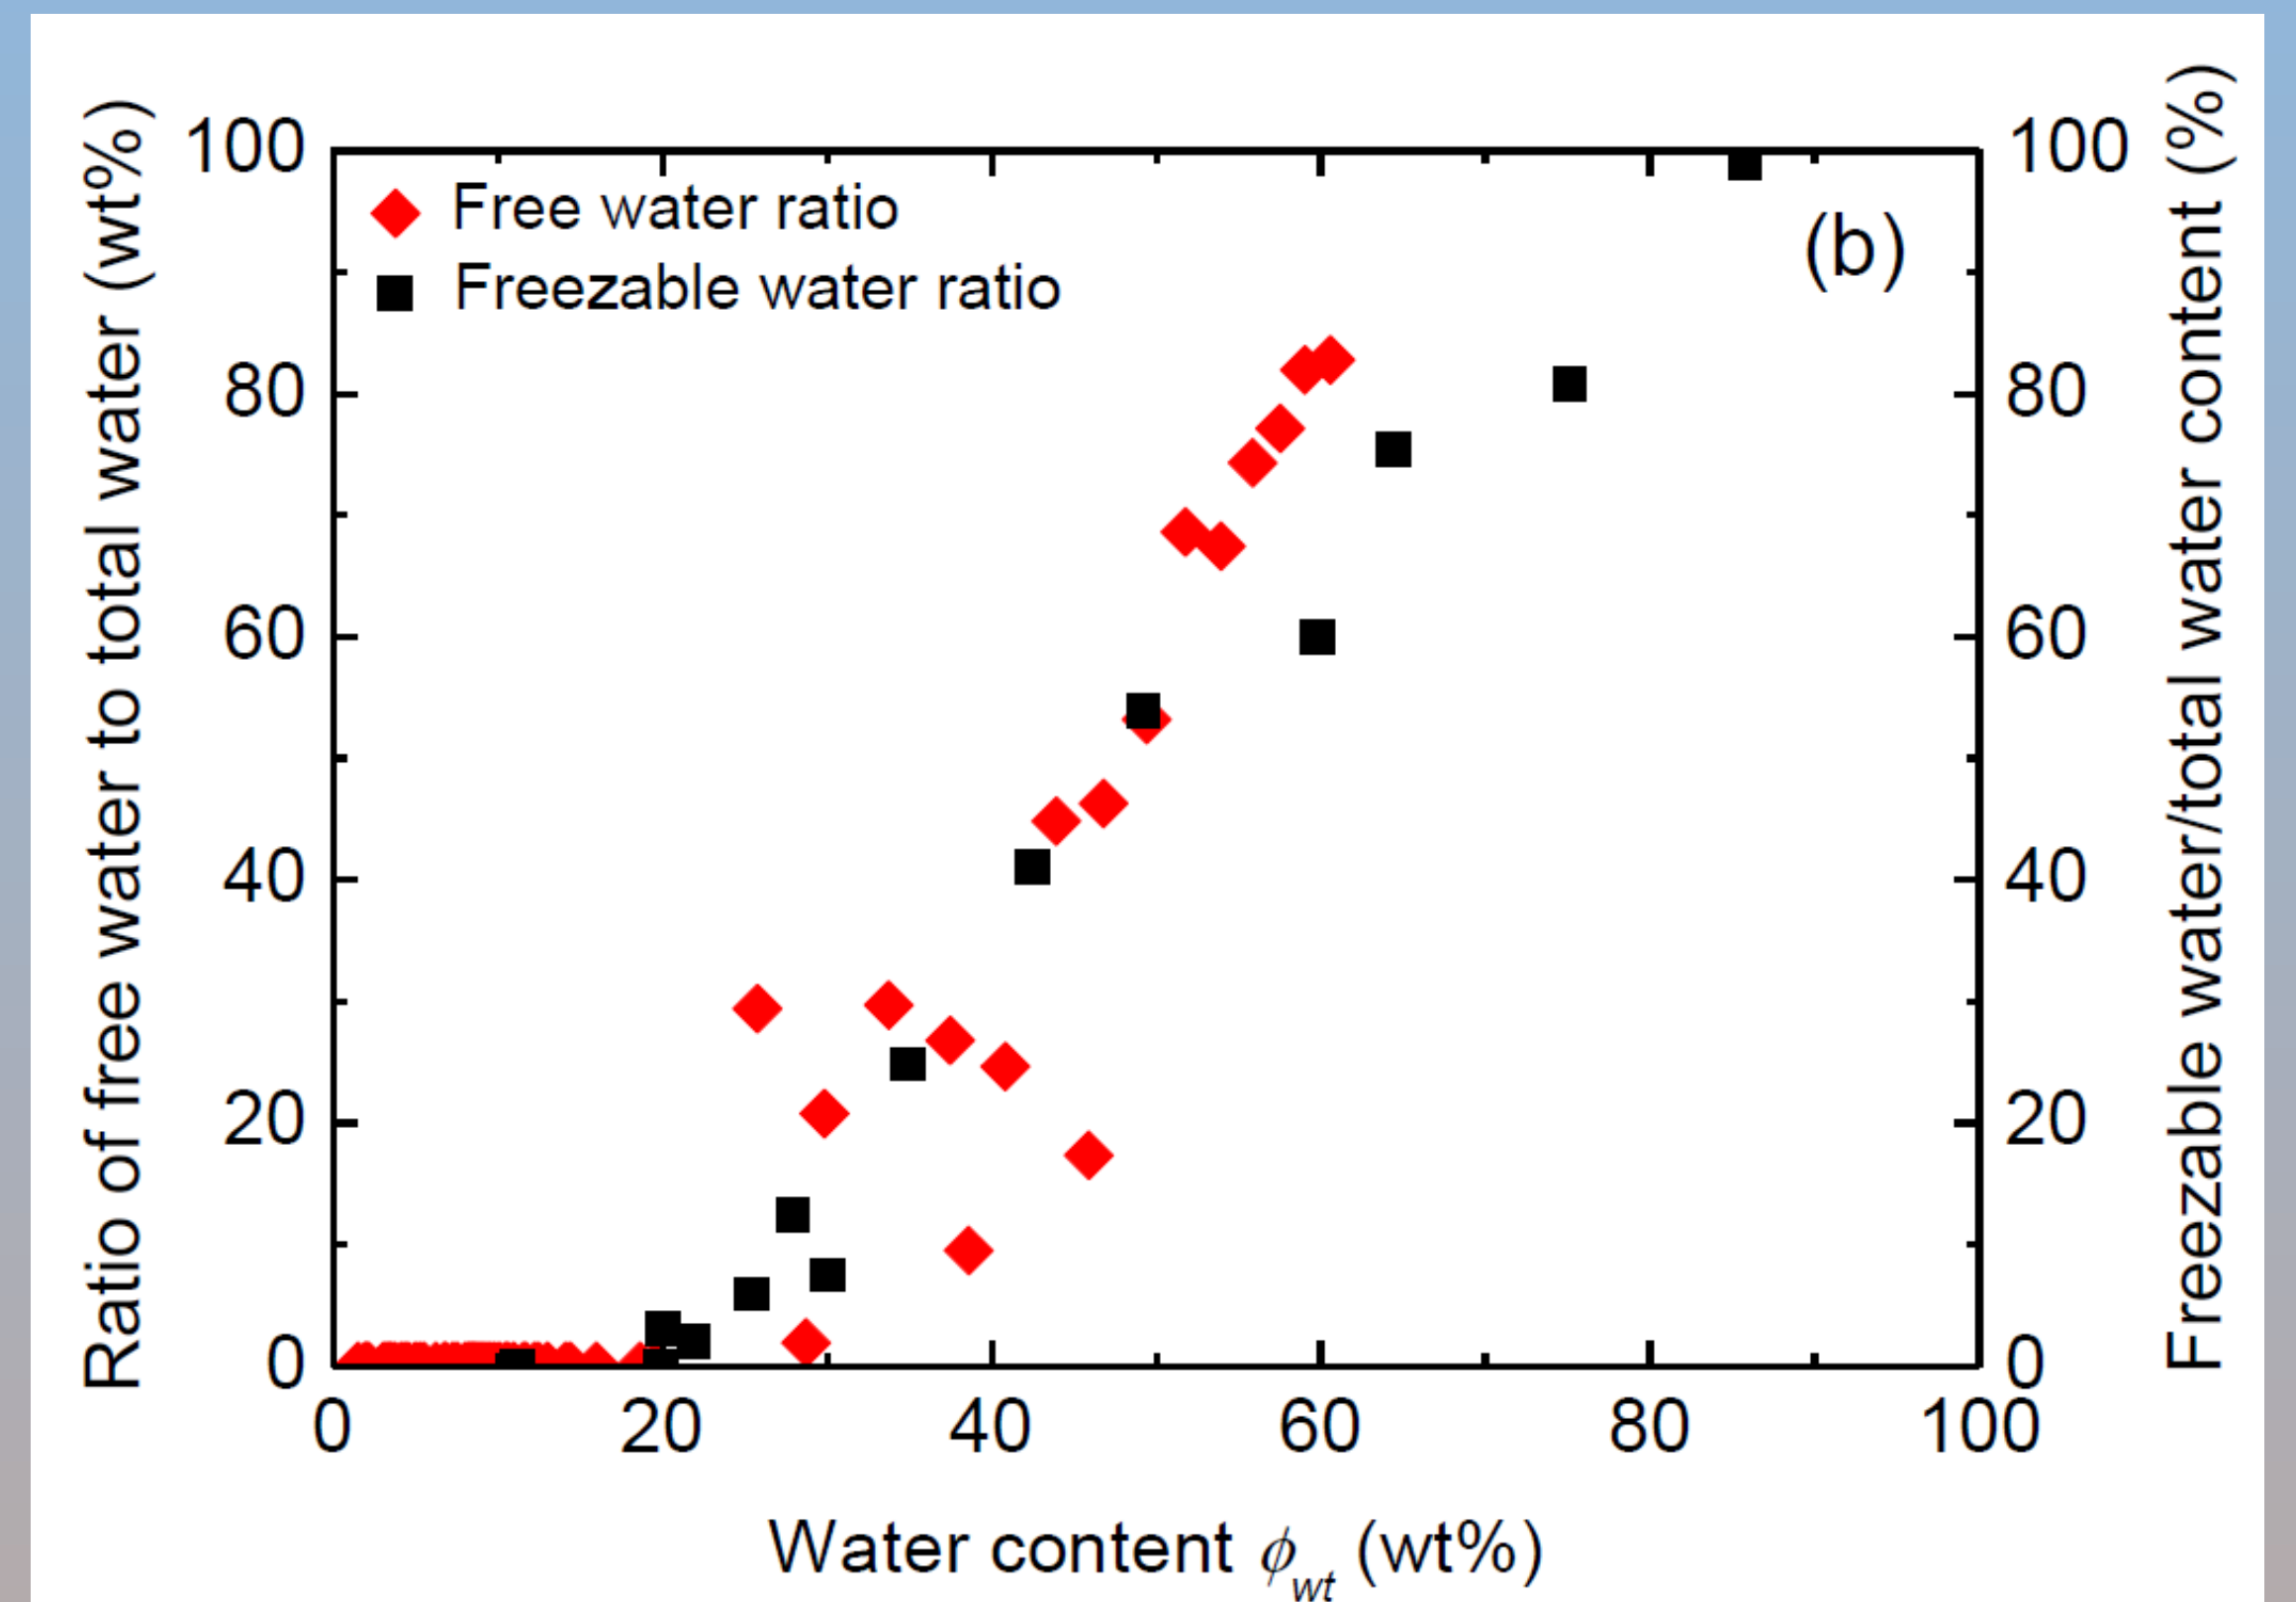 Ratio of free water to total water (wt%)
100
80
60
40
20
0
Free water ratio
Freezable water ratio
(b)
100
80
60
40
20
0
Freezable water/total water content (%)
0 20 40 60 80 100
Water content ϕwt (wt%)